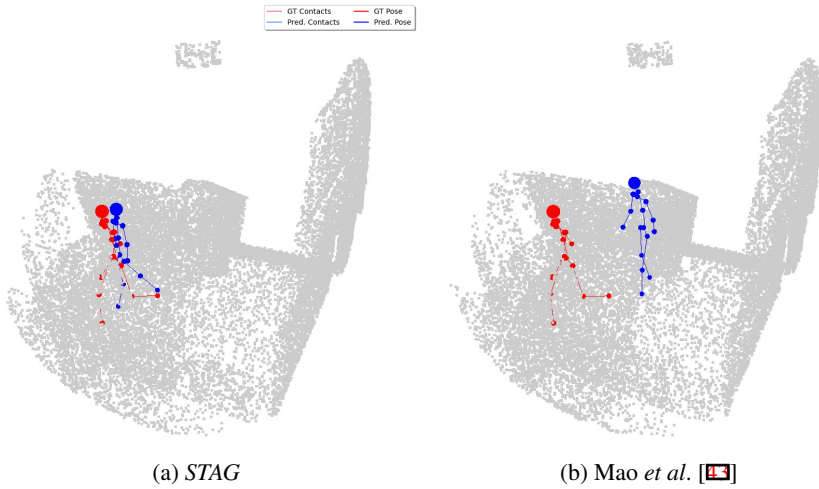 GT Contacts
GT Pose
Pred. Contacts
Pred. Pose
(a) STAG
(b) Mao et al. [43]